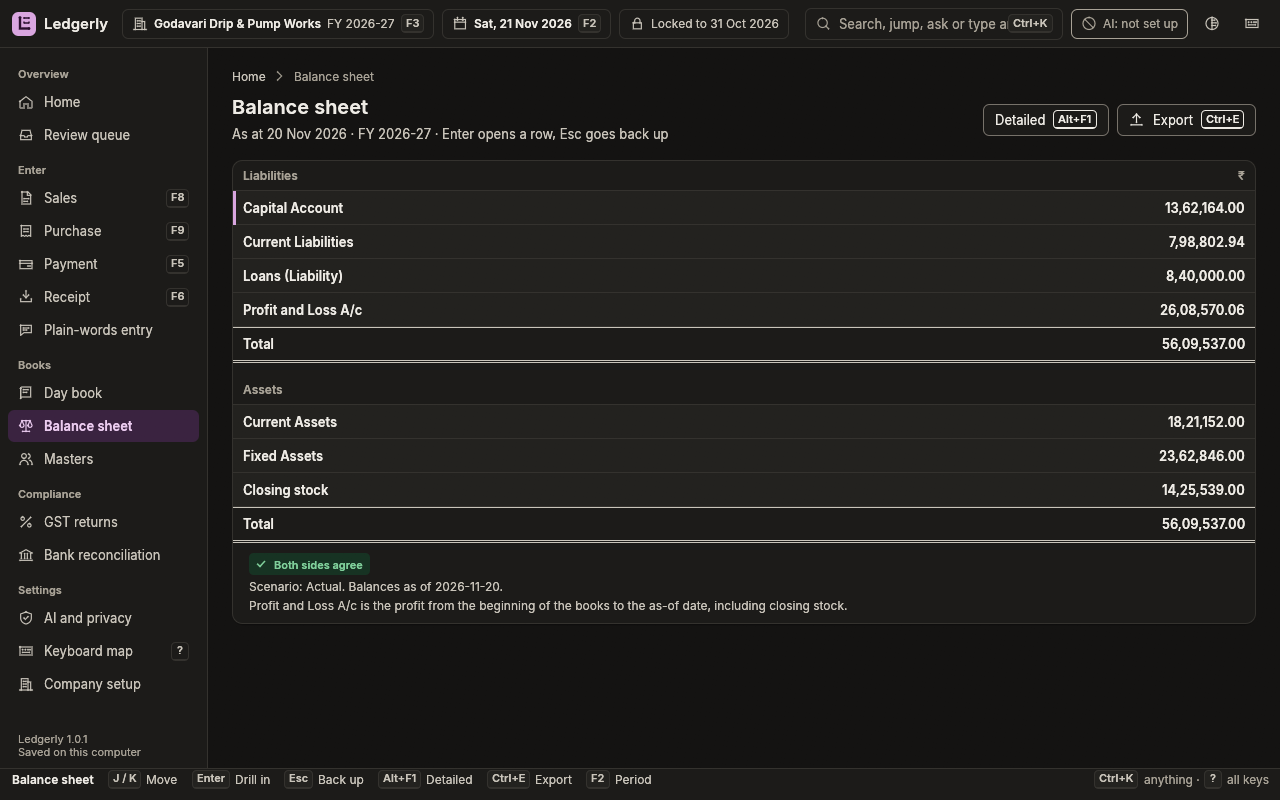 Ledgerly
Godavari Drip & Pump Works FY 2026-27 F3
Sat, 21 Nov 2026 F2
Locked to 31 Oct 2026
Search, jump, ask or type a Ctrl+K
AI: not set up
Overview
Home
Review queue
Enter
Sales F8
Purchase F9
Payment F5
Receipt F6
Plain-words entry
Books
Day book
Balance sheet
Masters
Compliance
GST returns
Bank reconciliation
Settings
AI and privacy
Keyboard map ?
Company setup
Ledgerly 1.0.1
Saved on this computer
Home > Balance sheet
Balance sheet
As at 20 Nov 2026 · FY 2026-27 · Enter opens a row, Esc goes back up
Detailed Alt+F1
Export Ctrl+E
Liabilities ₹
Capital Account 13,62,164.00
Current Liabilities 7,98,802.94
Loans (Liability) 8,40,000.00
Profit and Loss A/c 26,08,570.06
Total 56,09,537.00
Assets
Current Assets 18,21,152.00
Fixed Assets 23,62,846.00
Closing stock 14,25,539.00
Total 56,09,537.00
Both sides agree
Scenario: Actual. Balances as of 2026-11-20.
Profit and Loss A/c is the profit from the beginning of the books to the as-of date, including closing stock.
Balance sheet J / K Move Enter Drill in Esc Back up Alt+F1 Detailed Ctrl+E Export F2 Period Ctrl+K anything · ? all keys